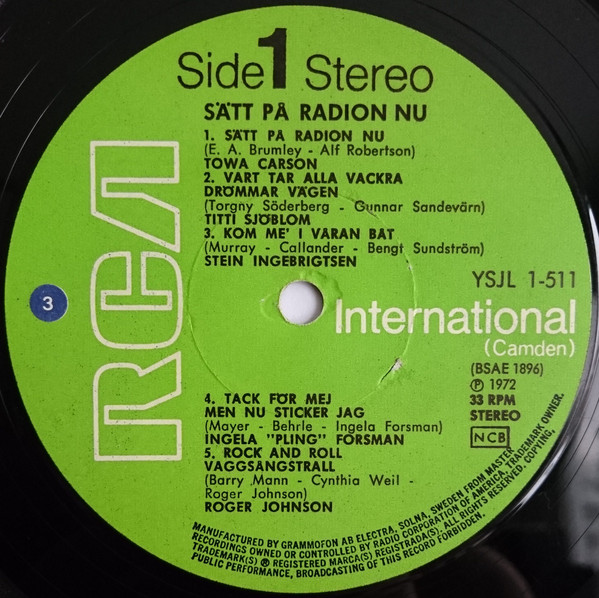 Side 1 Stereo
SÄTT PÅ RADION NU
1. SÄTT PA RADION NU
(E. A. Brumley - Alf Robertson)
TOWA CARSON
2. VART TAR ALLA VACKRA
DRÖMMAR VÄGEN
(Torgny Söderberg - Gunnar Sandevärn)
TITTI SJÖBLOM
3. KOM ME' I VARAN BAT
(Murray - Callander - Bengt Sundström)
STEIN INGEBRIGTSEN
RCA
3
YSJL 1-511
International
(Camden)
(BSAE 1896)
Ⓟ 1972
33 RPM
STEREO
NCB
4. TACK FÖR MEJ
MEN NU STICKER JAG
(Mayer - Behrle - Ingela Forsman)
INGELA "PLING" FORSMAN
5. ROCK AND ROLL
VAGGSANGSTRALL
(Barry Mann - Cynthia Weil -
Roger Johnson)
ROGER JOHNSON
MANUFACTURED BY GRAMMOFON AB ELECTRA, SOLNA, SWEDEN FROM MASTER
RECORDINGS OWNED OR CONTROLLED BY RADIO CORPORATION OF AMERICA, TRADEMARK OWNER.
TRADEMARK(S) ® REGISTERED MARCA(S) REGISTRADA(S). ALL RIGHTS RESERVED. COPYING,
PUBLIC PERFORMANCE, BROADCASTING OF THIS RECORD FORBIDDEN.